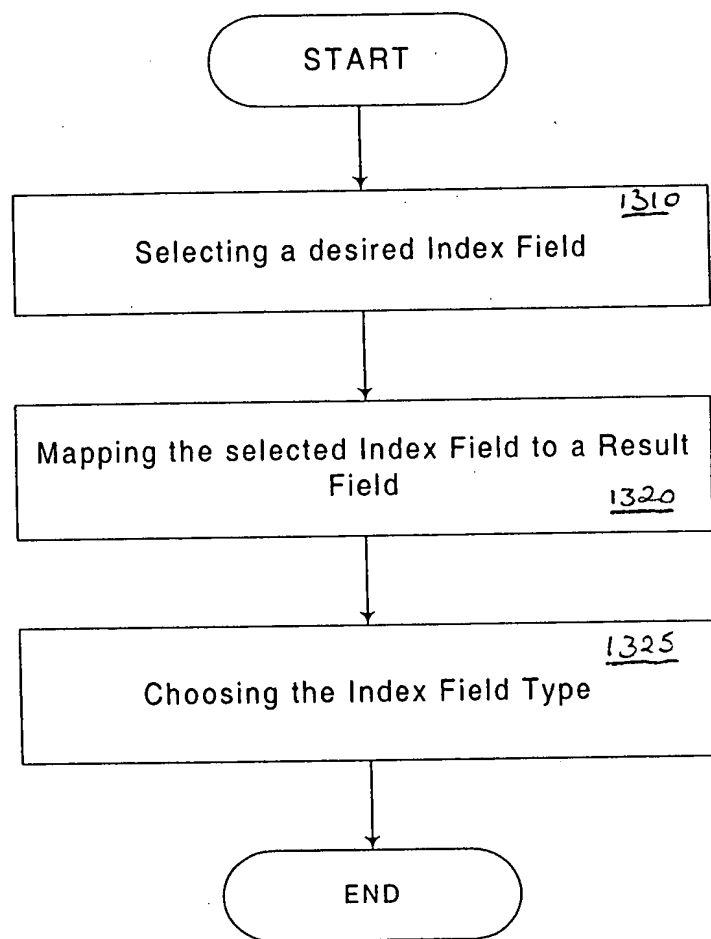 START
1310
Selecting a desired Index Field
Mapping the selected Index Field to a Result
Field
1320
1325
Choosing the Index Field Type
END